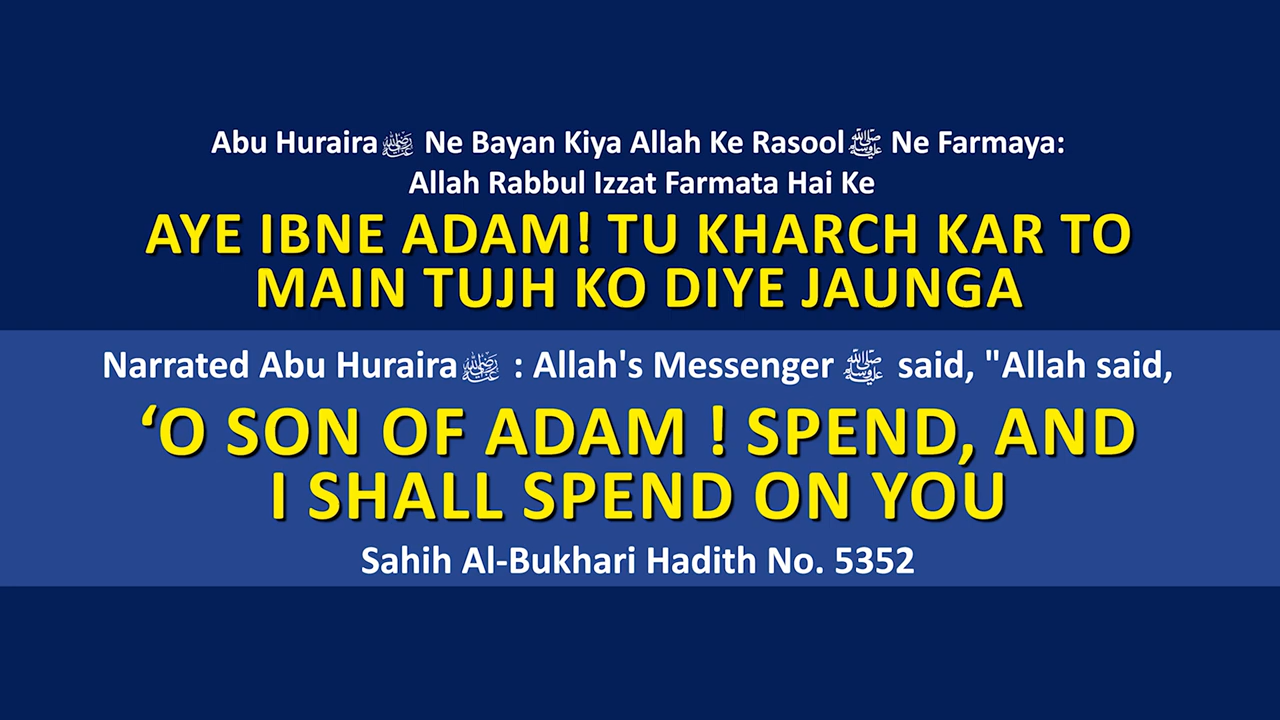 Abu Huraira رضي الله عنه Ne Bayan Kiya Allah Ke Rasool ﷺ Ne Farmaya:
Allah Rabbul Izzat Farmata Hai Ke
AYE IBNE ADAM! TU KHARCH KAR TO
MAIN TUJH KO DIYE JAUNGA
Narrated Abu Huraira رضي الله عنه : Allah's Messenger ﷺ said, "Allah said,
‘O SON OF ADAM ! SPEND, AND
I SHALL SPEND ON YOU
Sahih Al-Bukhari Hadith No. 5352